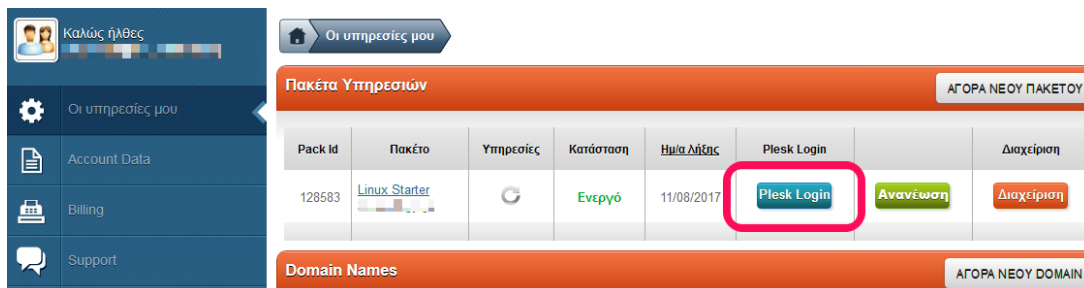 Καλώς ήλθες
Οι υπηρεσίες μου
Account Data
Billing
Support
Οι υπηρεσίες μου
Πακέτα Υπηρεσιών
ΑΓΟΡΑ ΝΕΟΥ ΠΑΚΕΤΟΥ
Pack Id Πακέτο Υπηρεσίες Κατάσταση Ημ/α Λήξης Plesk Login Διαχείριση
128583 Linux Starter Ενεργό 11/08/2017 Plesk Login Ανανέωση Διαχείριση
Domain Names
ΑΓΟΡΑ ΝΕΟΥ DOMAIN